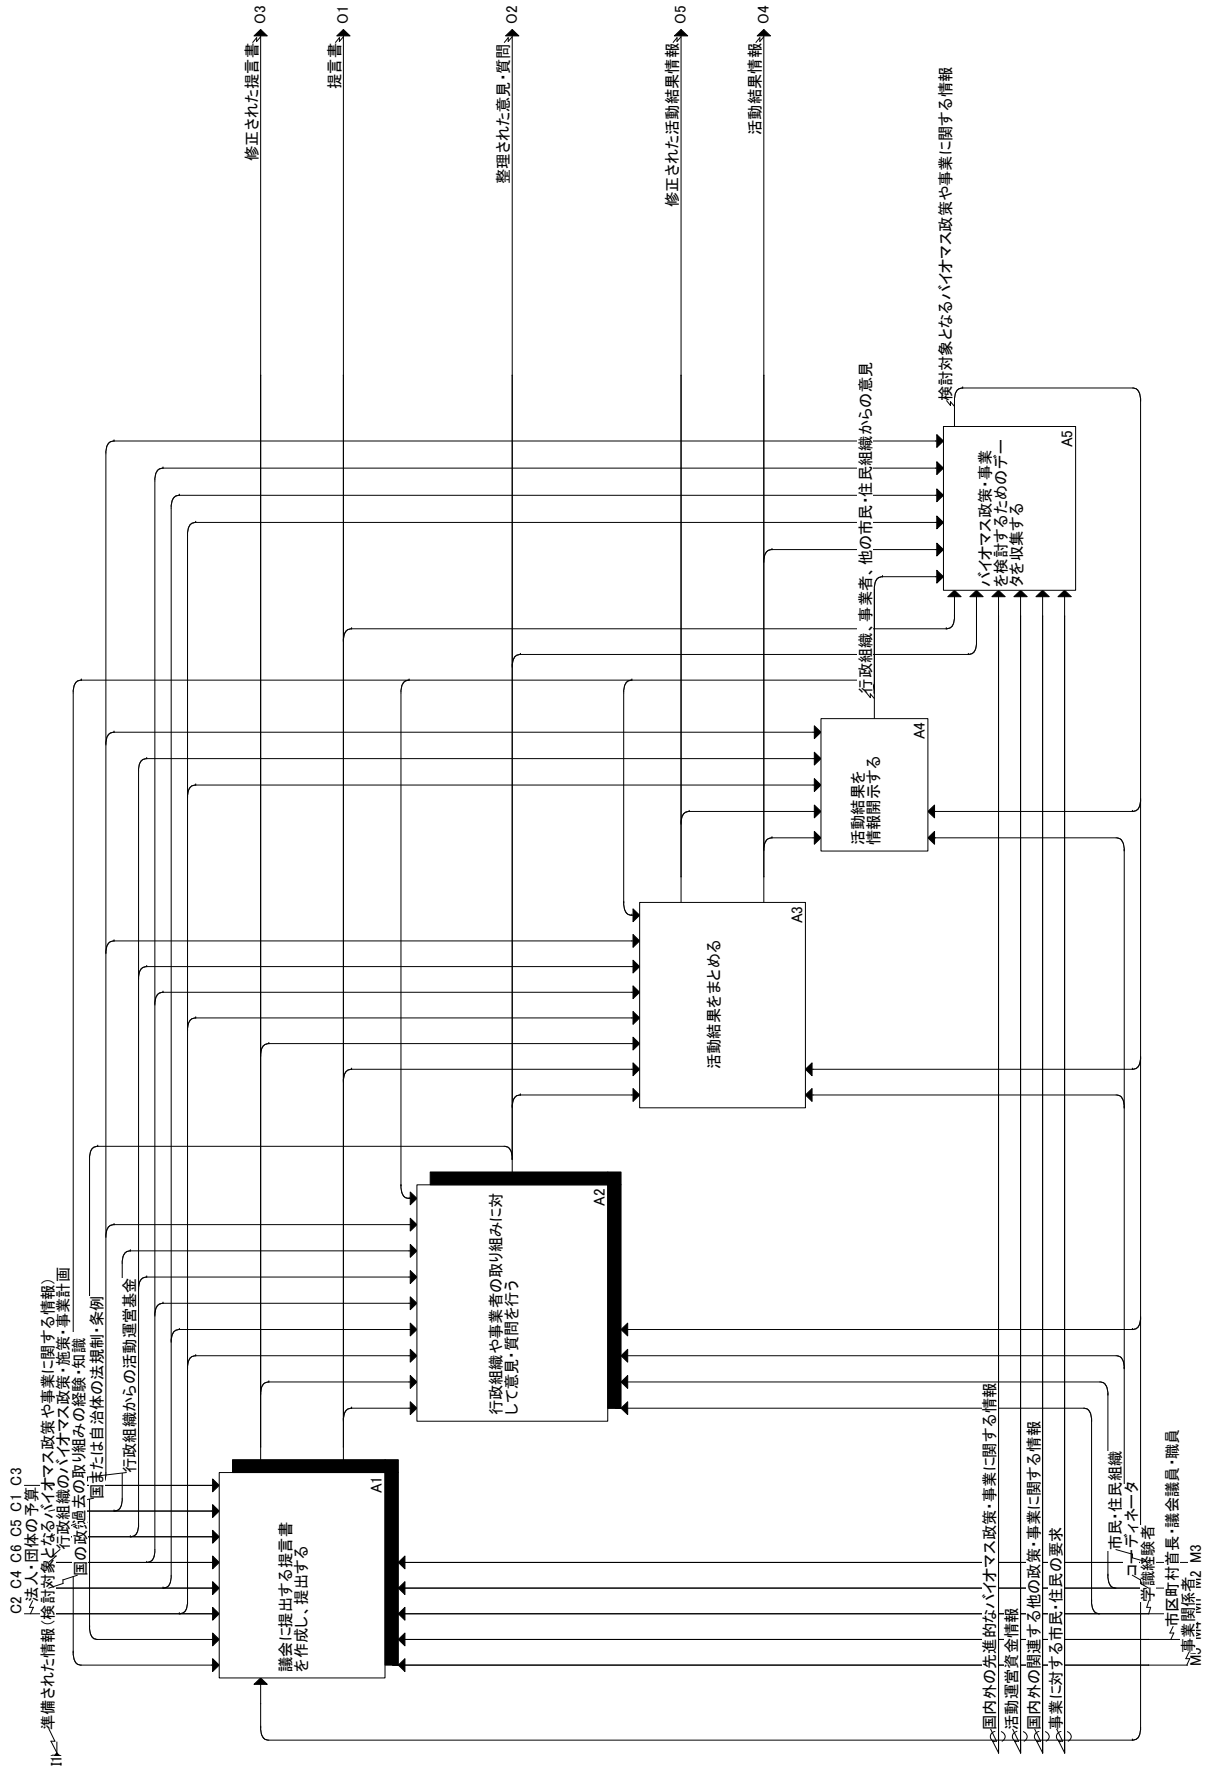 I1
準備された情報（検討対象となるバイオマス政策や事業に関する情報）
C2 C4 C6 C5 C1 C3
法人・団体の予算
行政組織のバイオマス政策・施策・事業計画
過去の取り組みの経験・知識
国または自治体の法規制・条例
行政組織からの活動運営基金
議会に提出する提言書
を作成し、提出する
A1
行政組織や事業者の取り組みに対
して意見・質問を行う
A2
活動結果をまとめる
A3
活動結果を
情報開示する
A4
バイオマス政策・事業
を検討するためのデー
タを収集する
A5
修正された提言書
O3
提言書
O1
整理された意見・質問
O2
修正された活動結果情報
O5
活動結果情報
O4
行政組織、事業者、他の市民・住民組織からの意見
検討対象となるバイオマス政策や事業に関する情報
国内外の先進的なバイオマス政策・事業に関する情報
活動運営資金情報
国内外の関連する他の政策・事業に関する情報
事業に対する市民・住民の要求
市民・住民組織
コーディネータ
学識経験者
市区町村首長・議会議員・職員
事業関係者
M2 M3